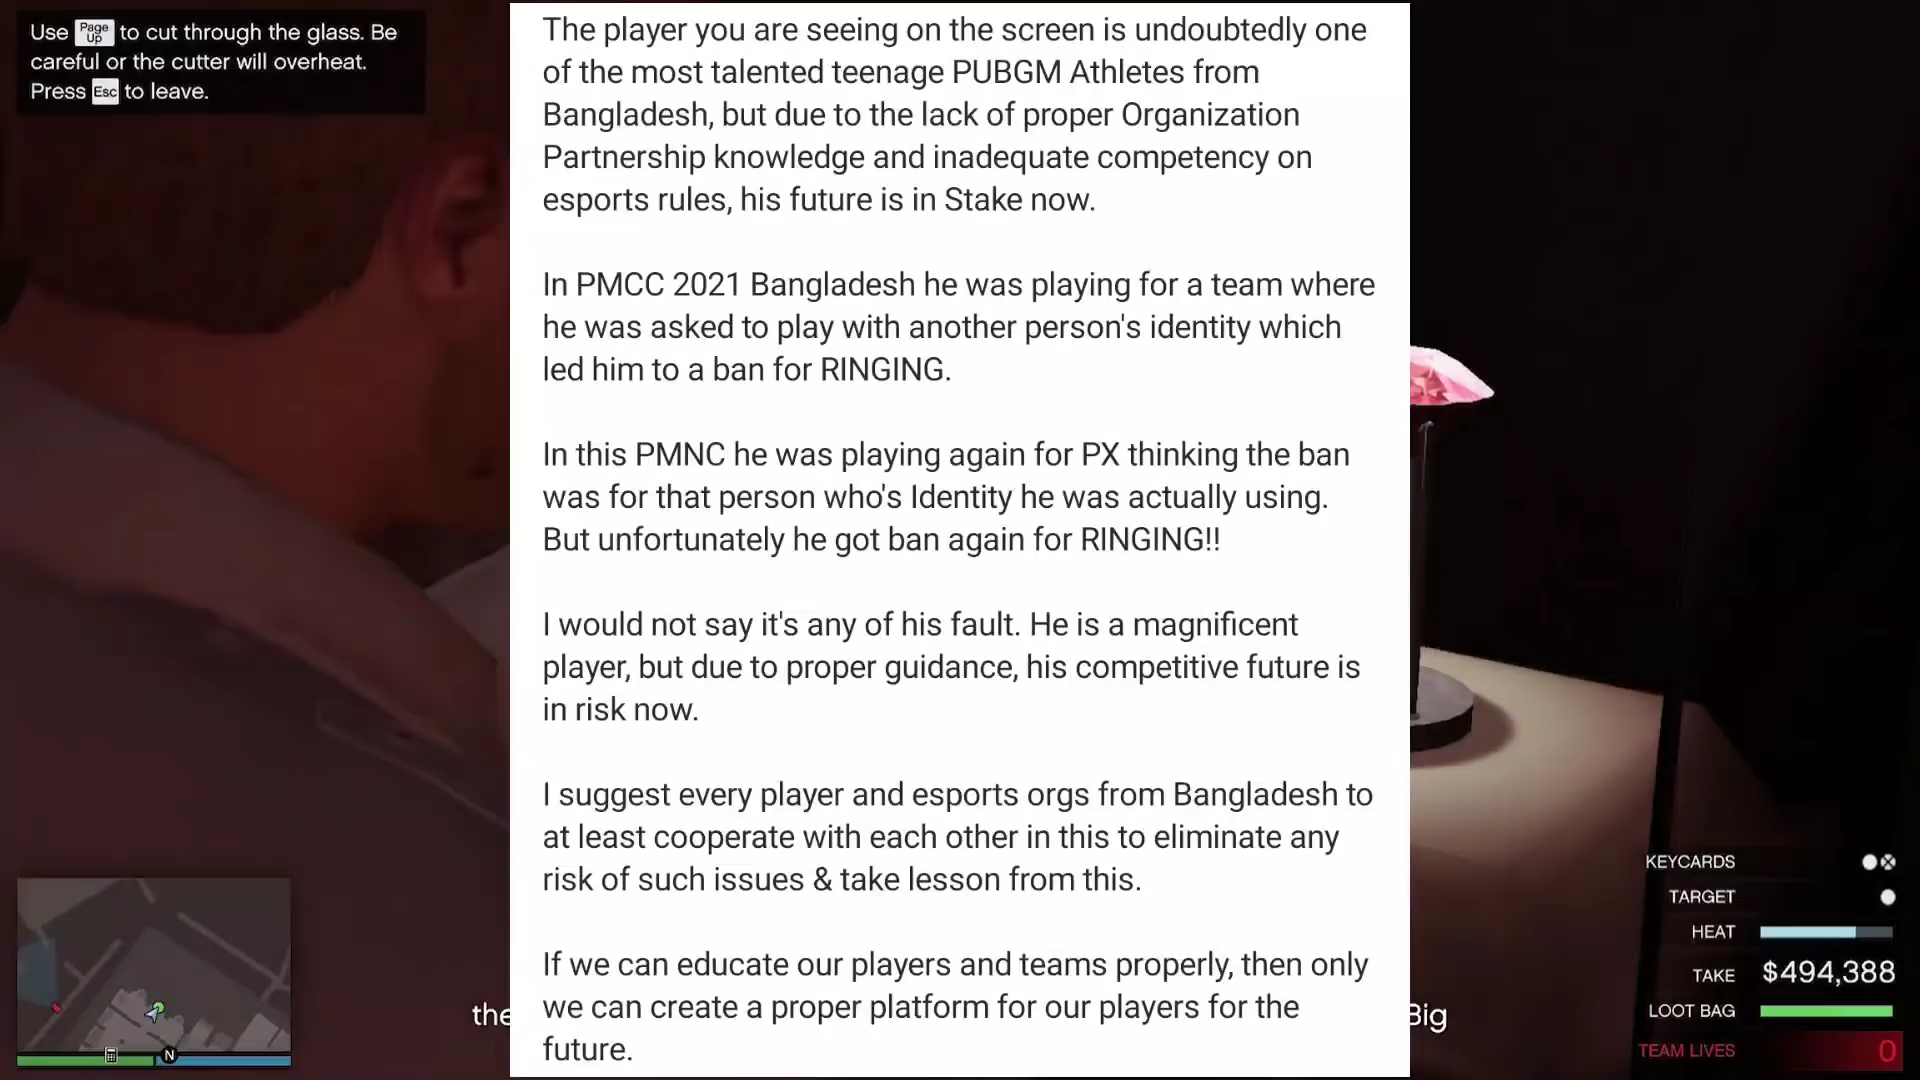 Use Page Up to cut through the glass. Be
careful or the cutter will overheat.
Press Esc to leave.
The player you are seeing on the screen is undoubtedly one
of the most talented teenage PUBGM Athletes from
Bangladesh, but due to the lack of proper Organization
Partnership knowledge and inadequate competency on
esports rules, his future is in Stake now.
In PMCC 2021 Bangladesh he was playing for a team where
he was asked to play with another person's identity which
led him to a ban for RINGING.
In this PMNC he was playing again for PX thinking the ban
was for that person who's Identity he was actually using.
But unfortunately he got ban again for RINGING!!
I would not say it's any of his fault. He is a magnificent
player, but due to proper guidance, his competitive future is
in risk now.
I suggest every player and esports orgs from Bangladesh to
at least cooperate with each other in this to eliminate any
risk of such issues & take lesson from this.
If we can educate our players and teams properly, then only
we can create a proper platform for our players for the
future.
the
Big
N
KEYCARDS
TARGET
HEAT
TAKE $494,388
LOOT BAG
TEAM LIVES 0